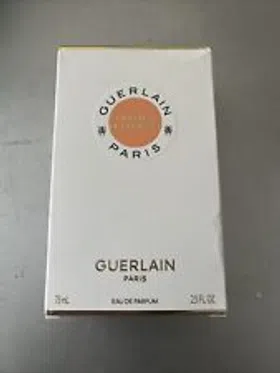 GUERLAIN
PARIS
GUERLAIN
PARIS
75 mL
EAU DE PARFUM
2.5 FL. OZ.